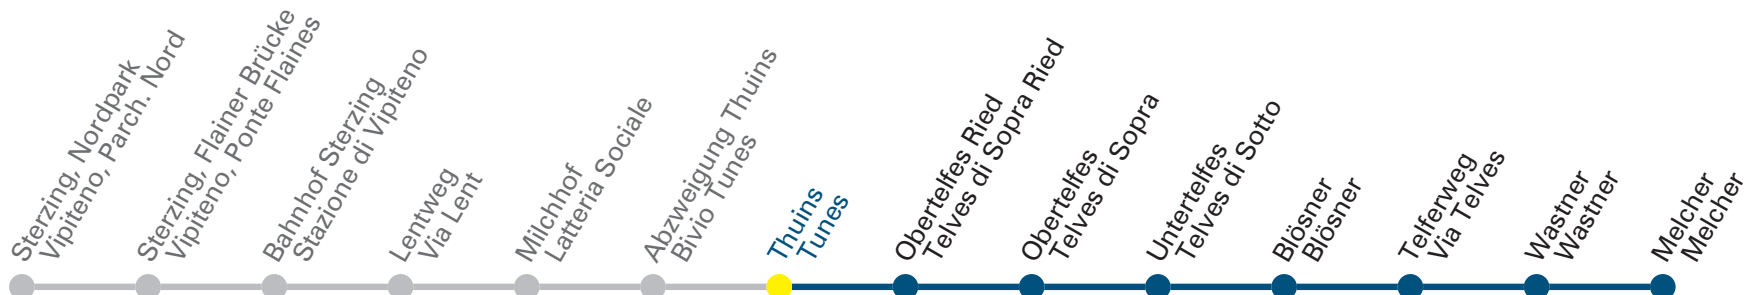 Sterzing, Nordpark
Vipiteno, Parch. Nord
Sterzing, Flainer Brücke
Vipiteno, Ponte Flaines
Bahnhof Sterzing
Stazione di Vipiteno
Lentweg
Via Lent
Milchhof
Latteria Sociale
Abzweigung Thuins
Bivio Tunes
Thuins
Tunes
Obertelfes Ried
Telves di Sopra Ried
Obertelfes
Telves di Sopra
Untertelfes
Telves di Sotto
Blösner
Blösner
Telferweg
Via Telves
Wastner
Wastner
Melcher
Melcher